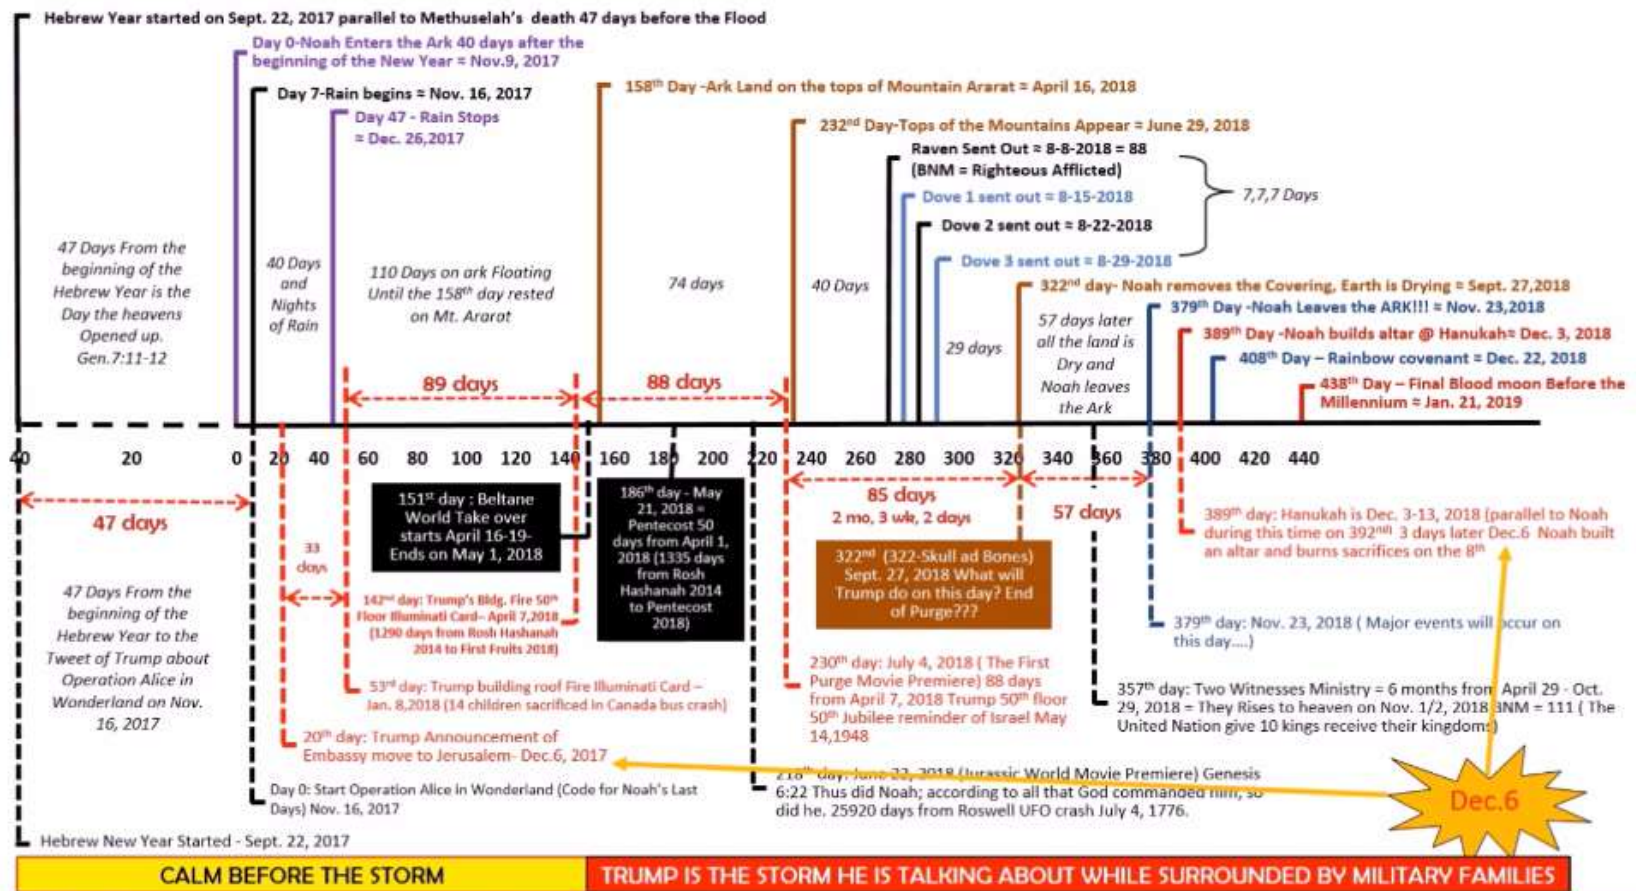 Hebrew Year started on Sept. 22, 2017 parallel to Methuselah's death 47 days before the Flood
Day 0-Noah Enters the Ark 40 days after the
beginning of the New Year = Nov.9, 2017
Day 7-Rain begins = Nov. 16, 2017
Day 47 - Rain Stops
= Dec. 26,2017
158th Day -Ark Land on the tops of Mountain Ararat = April 16, 2018
232nd Day-Tops of the Mountains Appear = June 29, 2018
Raven Sent Out = 8-8-2018 = 88
(BNM = Righteous Afflicted)
Dove 1 sent out = 8-15-2018
7,7,7 Days
Dove 2 sent out = 8-22-2018
Dove 3 sent out = 8-29-2018
322nd day- Noah removes the Covering, Earth is Drying = Sept. 27,2018
379th Day -Noah Leaves the ARK!!! = Nov. 23,2018
389th Day -Noah builds altar @ Hanukah= Dec. 3, 2018
408th Day – Rainbow covenant = Dec. 22, 2018
438th Day – Final Blood moon Before the
Millennium = Jan. 21, 2019
47 Days From the
beginning of the
Hebrew Year is the
Day the heavens
Opened up.
Gen.7:11-12
40 Days
and
Nights
of Rain
110 Days on ark Floating
Until the 158th day rested
on Mt. Ararat
74 days
40 Days
29 days
57 days later
all the land is
Dry and
Noah leaves
the Ark
89 days
88 days
40 20 0 20 40 60 80 100 120 140 160 180 200 220 240 260 280 300 320 340 360 380 400 420 440
47 days
33
days
85 days
2 mo, 3 wk, 2 days
57 days
151st day : Beltane
World Take over
starts April 16-19-
Ends on May 1, 2018
186th day - May
21, 2018 =
Pentecost 50
days from April 1,
2018 (1335 days
from Rosh
Hashanah 2014
to Pentecost
2018)
322nd (322-Skull ad Bones)
Sept. 27, 2018 What will
Trump do on this day? End
of Purge???
389th day: Hanukah is Dec. 3-13, 2018 (parallel to Noah
during this time on 392nd) 3 days later Dec.6 Noah built
an altar and burns sacrifices on the 8th
47 Days From the
beginning of the
Hebrew Year to the
Tweet of Trump about
Operation Alice in
Wonderland on Nov.
16, 2017
142nd day: Trump's Bldg. Fire 50th
Floor Illuminati Card– April 7,2018
(1290 days from Rosh Hashanah
2014 to First Fruits 2018)
53rd day: Trump building roof Fire Illuminati Card –
Jan. 8,2018 (14 children sacrificed in Canada bus crash)
20th day: Trump Announcement of
Embassy move to Jerusalem- Dec.6, 2017
Day 0: Start Operation Alice in Wonderland (Code for Noah's Last
Days) Nov. 16, 2017
230th day: July 4, 2018 ( The First
Purge Movie Premiere) 88 days
from April 7, 2018 Trump 50th floor
50th Jubilee reminder of Israel May
14,1948
218th day: June 22, 2018 (Jurassic World Movie Premiere) Genesis
6:22 Thus did Noah; according to all that God commanded him, so
did he. 25920 days from Roswell UFO crash July 4, 1776.
379th day: Nov. 23, 2018 ( Major events will occur on
this day....)
357th day: Two Witnesses Ministry = 6 months from April 29 - Oct.
29, 2018 = They Rises to heaven on Nov. 1/2, 2018 BNM = 111 ( The
United Nation give 10 kings receive their kingdoms)
Dec.6
Hebrew New Year Started - Sept. 22, 2017
CALM BEFORE THE STORM
TRUMP IS THE STORM HE IS TALKING ABOUT WHILE SURROUNDED BY MILITARY FAMILIES